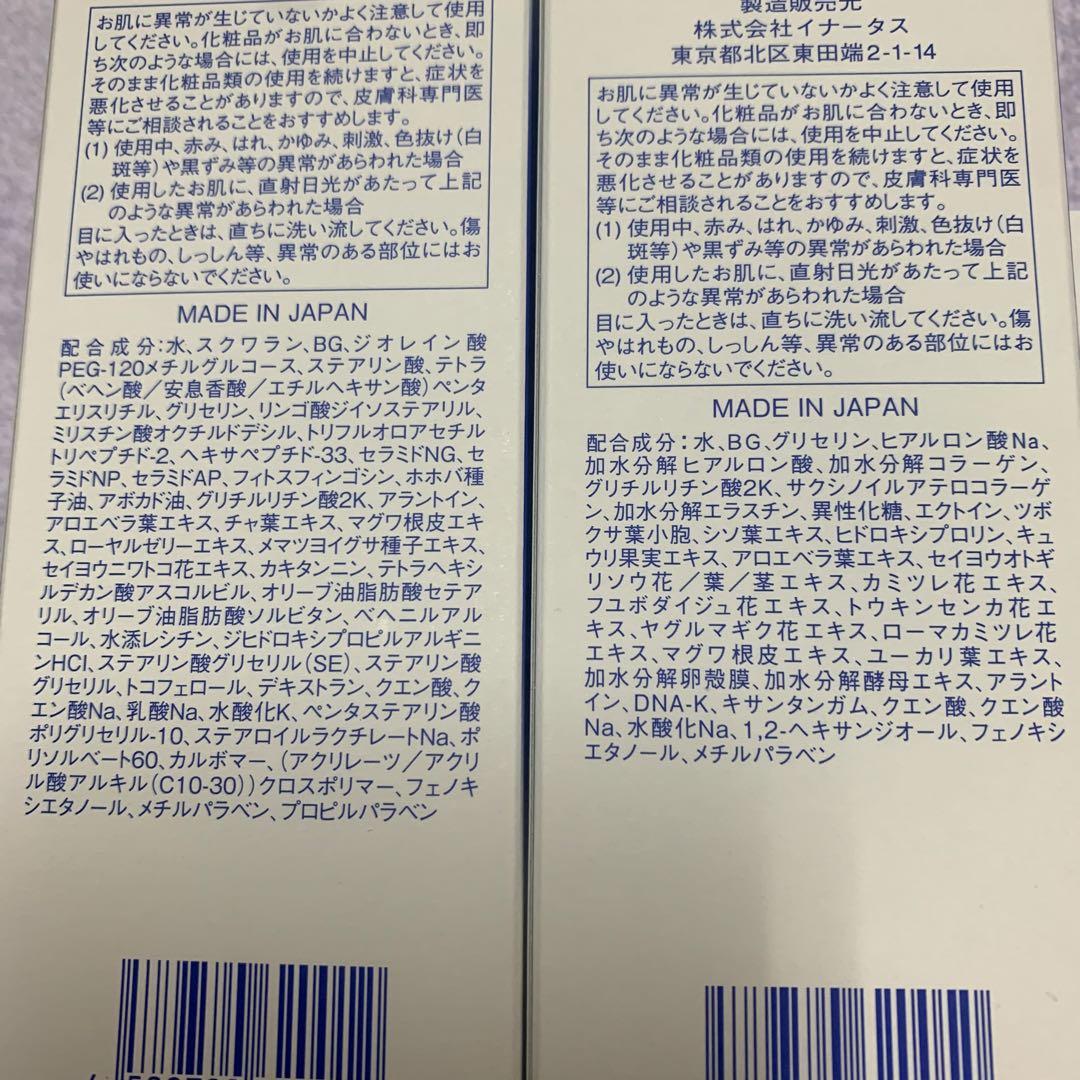 お肌に異常が生じていないかよく注意して使用
してください。化粧品がお肌に合わないとき、即
ち次のような場合には、使用を中止してください。
そのまま化粧品類の使用を続けますと、症状を
悪化させることがありますので、皮膚科専門医
等にご相談されることをおすすめします。
(1) 使用中、赤み、はれ、かゆみ、刺激、色抜け(白
斑等)や黒ずみ等の異常があらわれた場合
(2) 使用したお肌に、直射日光があたって上記
のような異常があらわれた場合
目に入ったときは、直ちに洗い流してください。傷
やはれもの、しっしん等、異常のある部位にはお
使いにならないでください。
MADE IN JAPAN
配合成分:水、スクワラン、BG、ジオレイン酸
PEG-120メチルグルコース、ステアリン酸、テトラ
(ベヘン酸/安息香酸/エチルヘキサン酸)ペンタ
エリスリチル、グリセリン、リンゴ酸ジイソステアリル、
ミリスチン酸オクチルドデシル、トリフルオロアセチル
トリペプチド-2、ヘキサペプチド-33、セラミドNG、セ
ラミドNP、セラミドAP、フィトスフィンゴシン、ホホバ種
子油、アボカド油、グリチルリチン酸2K、アラントイン、
アロエベラ葉エキス、チャ葉エキス、マグワ根皮エキ
ス、ローヤルゼリーエキス、メマツヨイグサ種子エキス、
セイヨウニワトコ花エキス、カキタンニン、テトラヘキシ
ルデカン酸アスコルビル、オリーブ油脂肪酸セテア
リル、オリーブ油脂肪酸ソルビタン、ベヘニルアル
コール、水添レシチン、ジヒドロキシプロピルアルギニ
ンHCl、ステアリン酸グリセリル(SE)、ステアリン酸
グリセリル、トコフェロール、デキストラン、クエン酸、ク
エン酸Na、乳酸Na、水酸化K、ペンタステアリン酸
ポリグリセリル-10、ステアロイルラクチレートNa、ポ
リソルベート60、カルボマー、(アクリレーツ/アクリ
ル酸アルキル(C10-30))クロスポリマー、フェノキ
シエタノール、メチルパラベン、プロピルパラベン
製造販売元
株式会社イナータス
東京都北区東田端2-1-14
お肌に異常が生じていないかよく注意して使用
してください。化粧品がお肌に合わないとき、即
ち次のような場合には、使用を中止してください。
そのまま化粧品類の使用を続けますと、症状を
悪化させることがありますので、皮膚科専門医
等にご相談されることをおすすめします。
(1) 使用中、赤み、はれ、かゆみ、刺激、色抜け(白
斑等)や黒ずみ等の異常があらわれた場合
(2) 使用したお肌に、直射日光があたって上記
のような異常があらわれた場合
目に入ったときは、直ちに洗い流してください。傷
やはれもの、しっしん等、異常のある部位にはお
使いにならないでください。
MADE IN JAPAN
配合成分:水、BG、グリセリン、ヒアルロン酸Na、
加水分解ヒアルロン酸、加水分解コラーゲン、
グリチルリチン酸2K、サクシノイルアテロコラーゲ
ン、加水分解エラスチン、異性化糖、エクトイン、ツボ
クサ葉小胞、シソ葉エキス、ヒドロキシプロリン、キュ
ウリ果実エキス、アロエベラ葉エキス、セイヨウオトギ
リソウ花/葉/茎エキス、カミツレ花エキス、
フユボダイジュ花エキス、トウキンセンカ花エ
キス、ヤグルマギク花エキス、ローマカミツレ花
エキス、マグワ根皮エキス、ユーカリ葉エキス、
加水分解卵殻膜、加水分解酵母エキス、アラント
イン、DNA-K、キサンタンガム、クエン酸、クエン酸
Na、水酸化Na、1,2-ヘキサンジオール、フェノキシ
エタノール、メチルパラベン